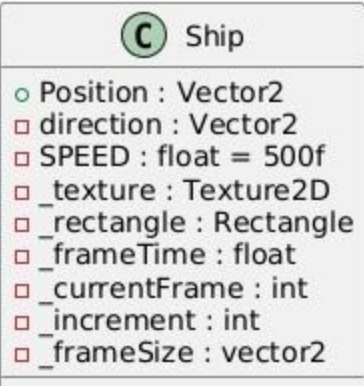 C Ship
Position : Vector2
direction : Vector2
SPEED : float = 500f
_texture : Texture2D
_rectangle : Rectangle
_frameTime : float
_currentFrame : int
_increment : int
_frameSize : vector2